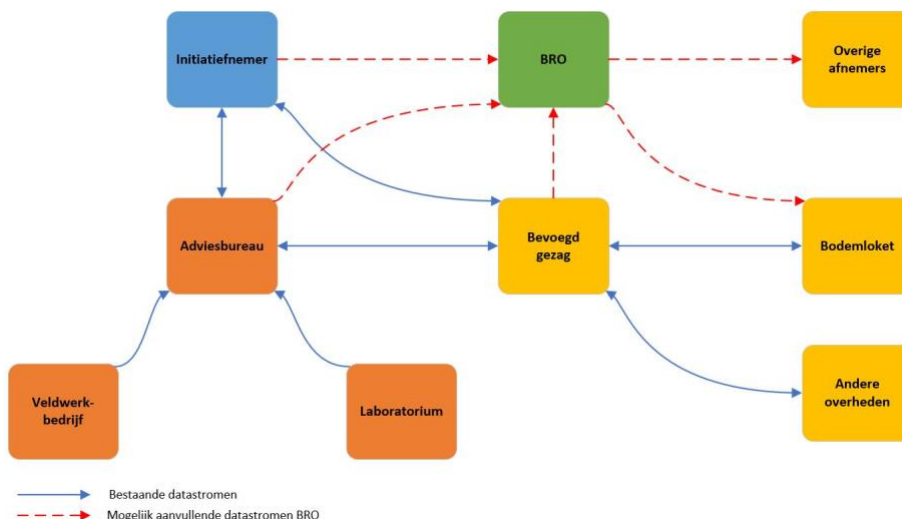 Initiatiefnemer
BRO
Overige
afnemers
Adviesbureau
Bevoegd
gezag
Bodemloket
Veldwerk-
bedrijf
Laboratorium
Andere
overheden
Bestaande datastromen
Mogelijk aanvullende datastromen BRO